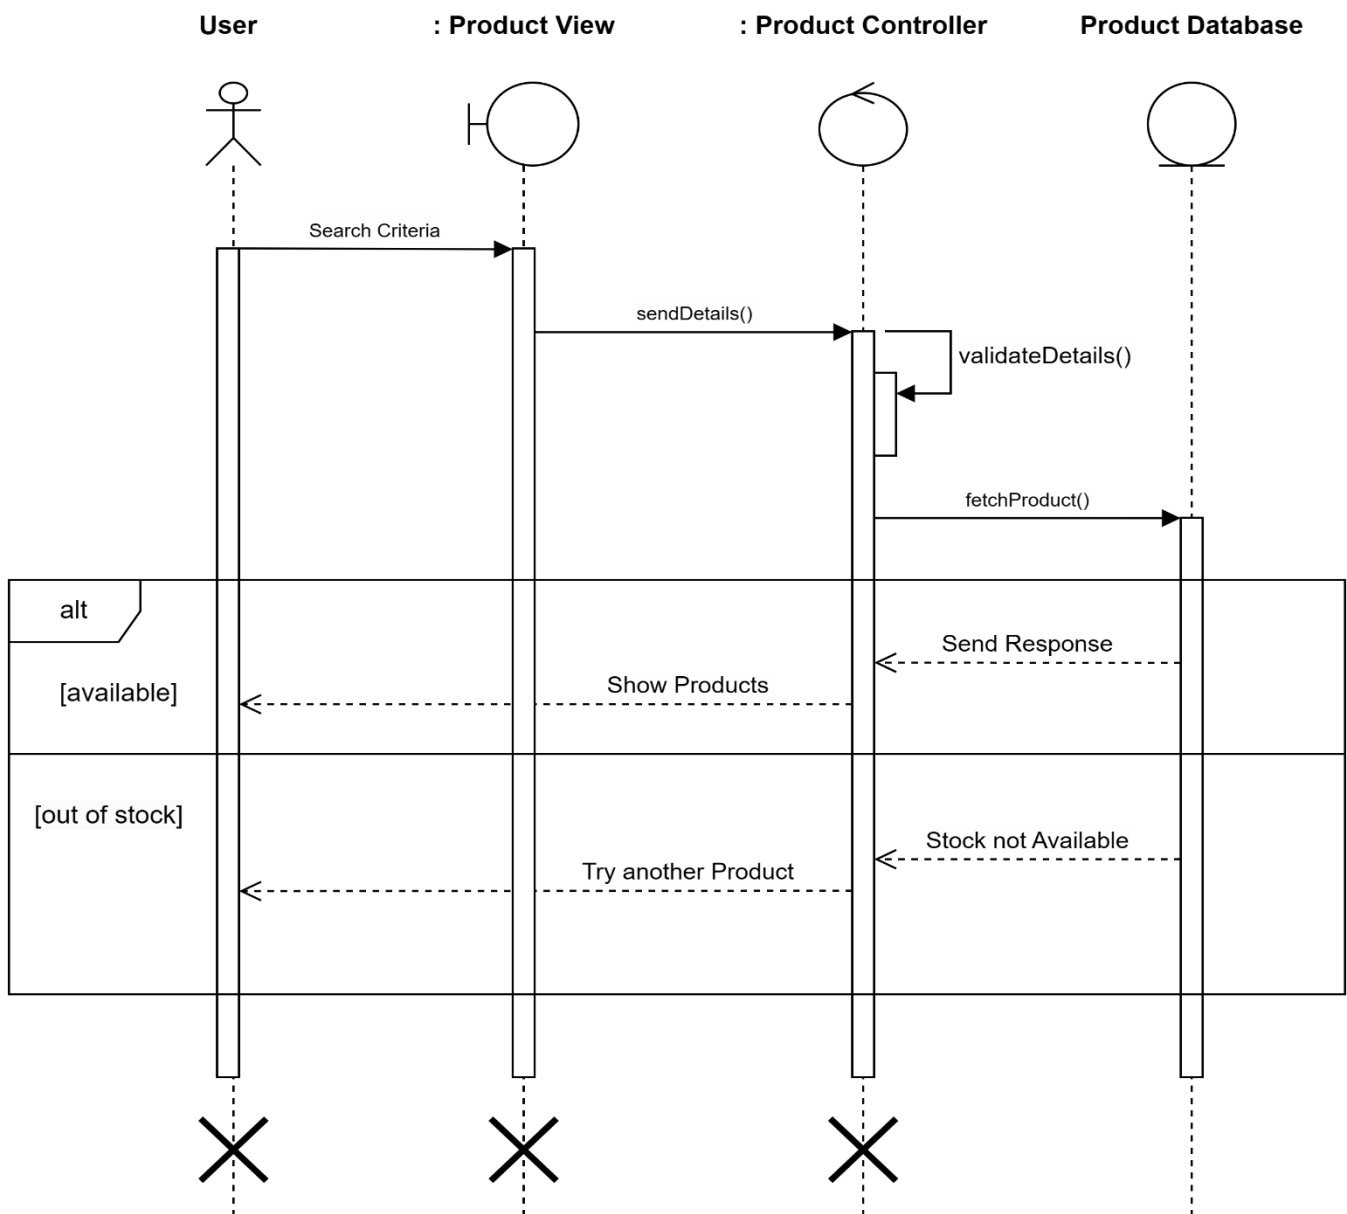 User
: Product View
: Product Controller
Product Database
Search Criteria
sendDetails()
validateDetails()
fetchProduct()
alt
Send Response
[available]
Show Products
[out of stock]
Stock not Available
Try another Product